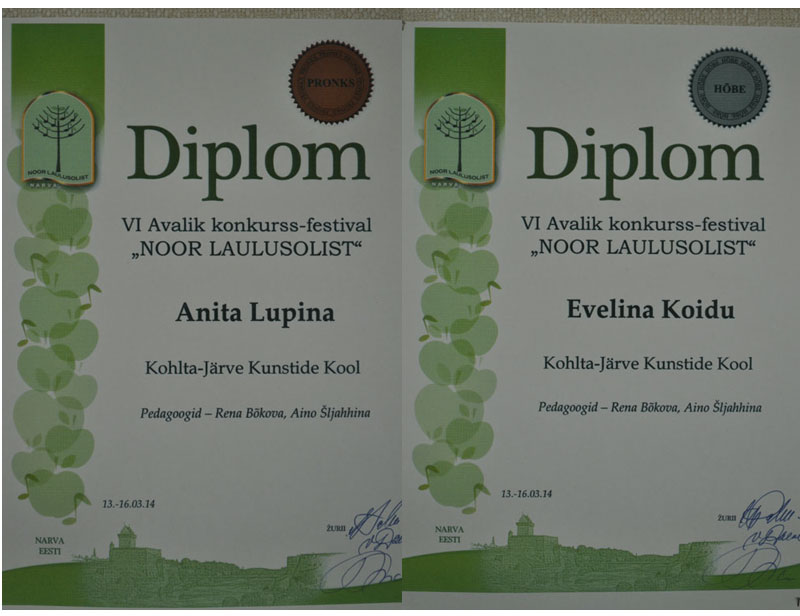 PRONKS
NOOR LAULUSOLIST
NARVA
Diplom
VI Avalik konkurss-festival
„NOOR LAULUSOLIST“
Anita Lupina
Kohlta-Järve Kunstide Kool
Pedagoogid – Rena Bõkova, Aino Šljahhina
13.-16.03.14
ŽURII
NARVA
EESTI
HÕBE
NOOR LAULUSOLIST
NARVA
Diplom
VI Avalik konkurss-festival
„NOOR LAULUSOLIST“
Evelina Koidu
Kohlta-Järve Kunstide Kool
Pedagoogid – Rena Bõkova, Aino Šljahhina
13.-16.03.14
ŽURII
NARVA
EESTI